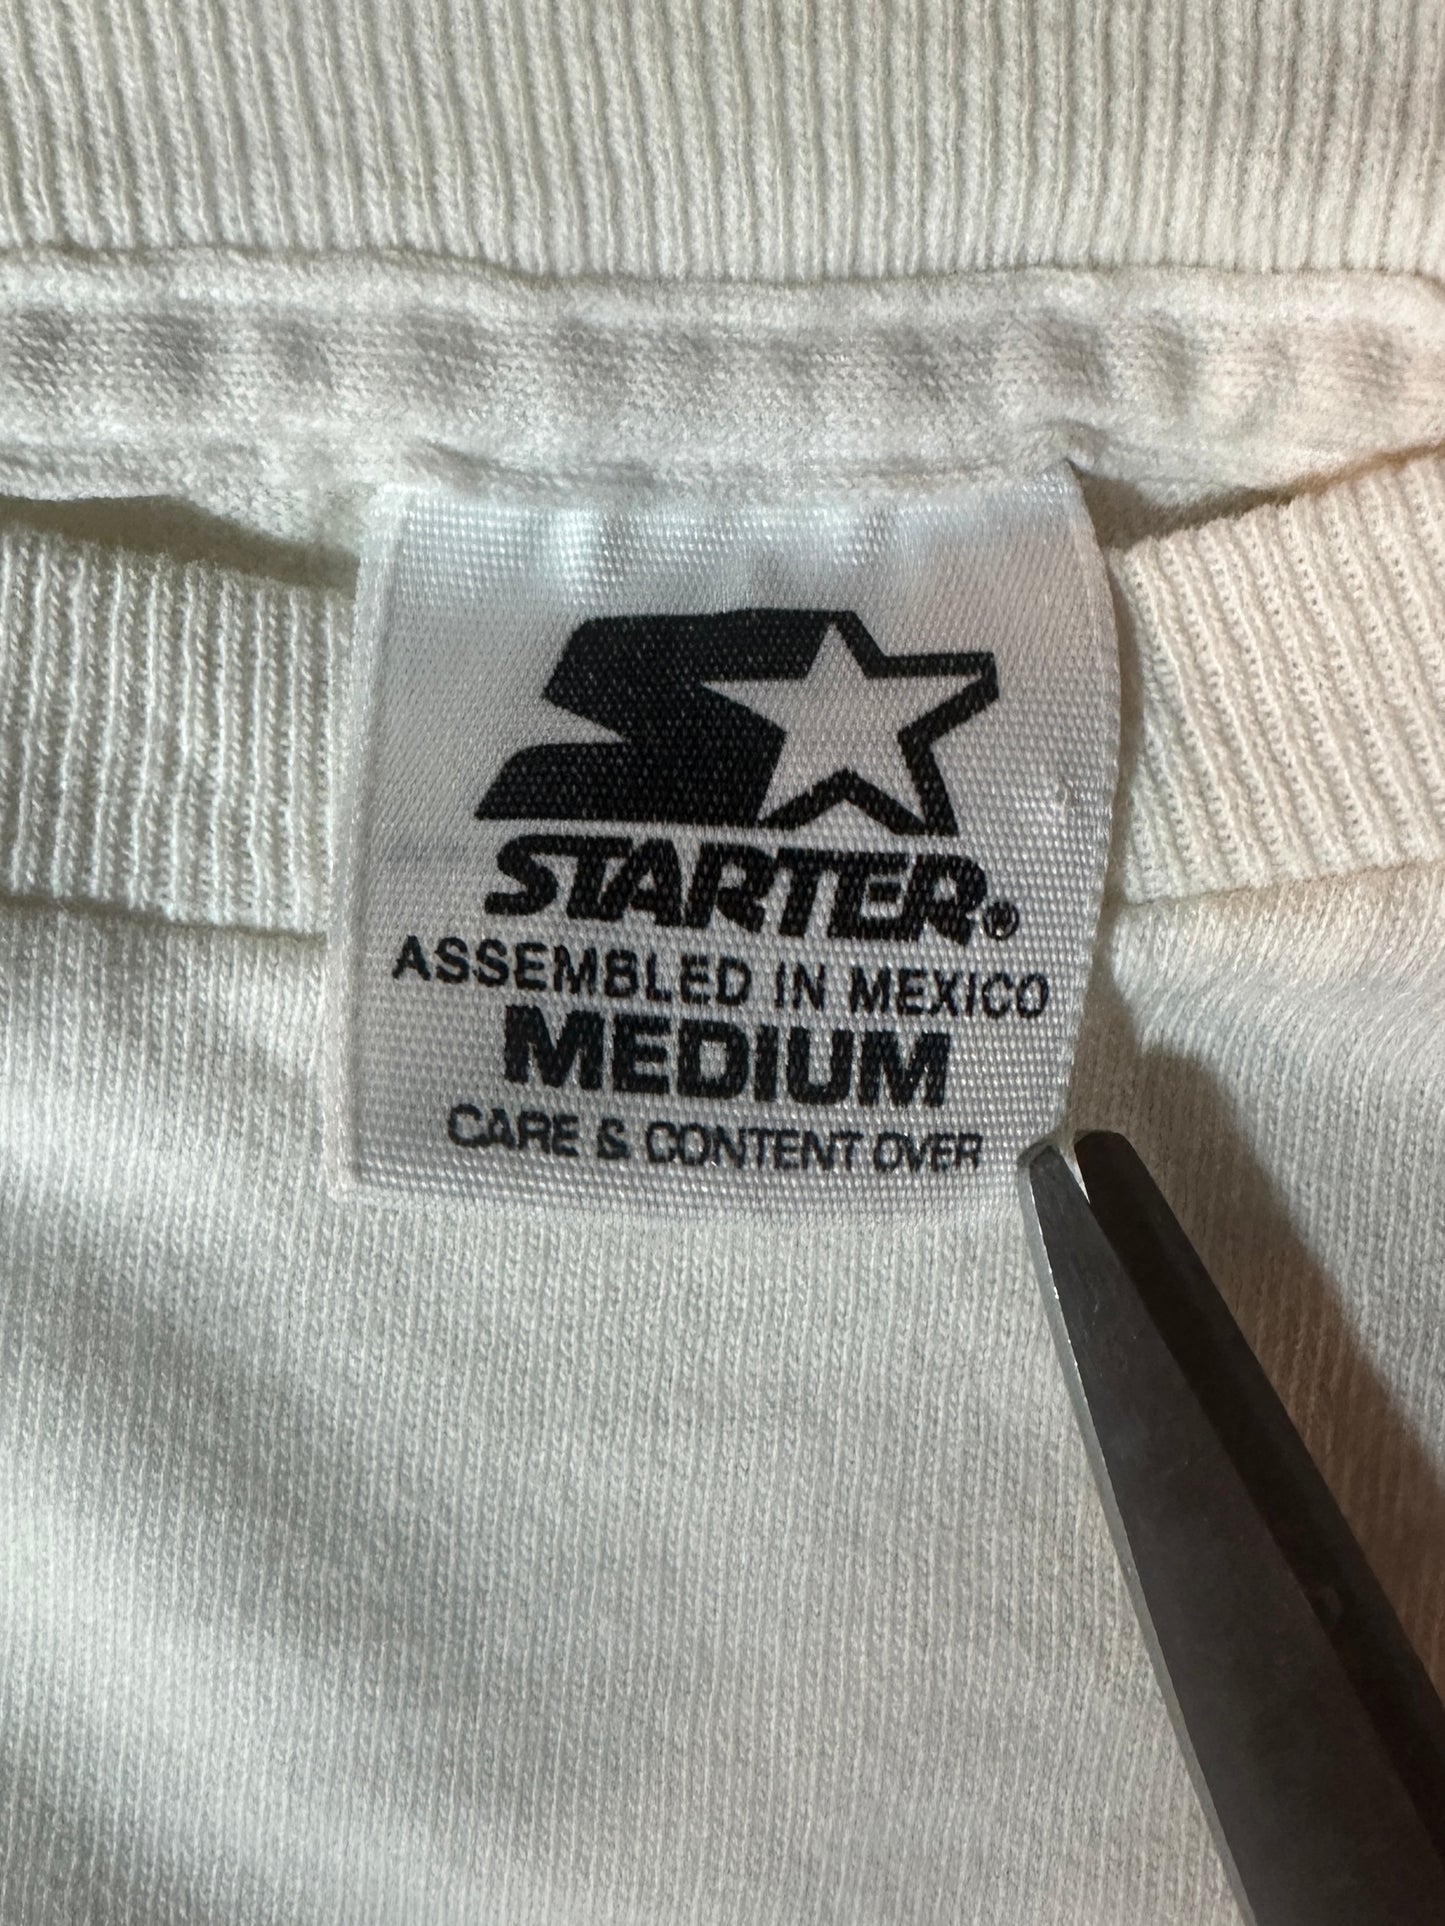 STARTER®
ASSEMBLED IN MEXICO
MEDIUM
CARE & CONTENT OVER